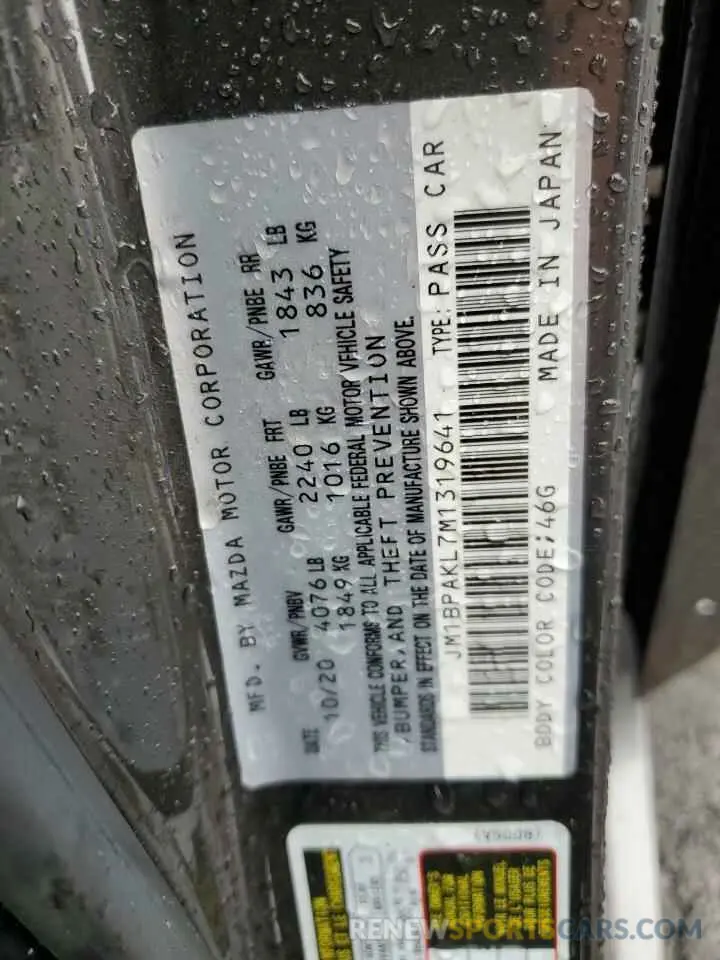 MFD. BY MAZDA MOTOR CORPORATION
DATE GVWR/PNBV GAWR/PNBE FRT GAWR/PNBE RR
10/20 4076 LB 2240 LB 1843 LB
1849 KG 1016 KG 836 KG
THIS VEHICLE CONFORMS TO ALL APPLICABLE FEDERAL MOTOR VEHICLE SAFETY
,BUMPER,AND THEFT PREVENTION
STANDARDS IN EFFECT ON THE DATE OF MANUFACTURE SHOWN ABOVE.
JM1BPAKL7M1319641 TYPE: PASS CAR
BODY COLOR CODE:46G MADE IN JAPAN
RENEWSPORTSCARS.COM